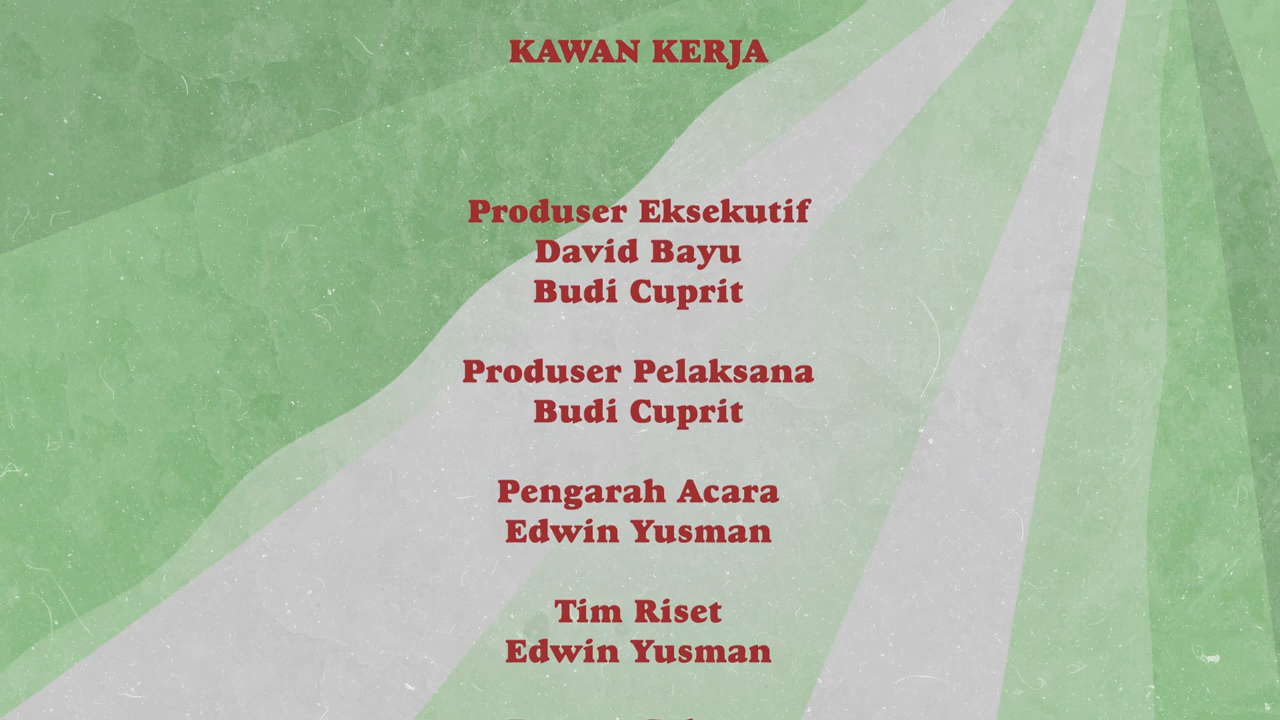 KAWAN KERJA
Produser Eksekutif
David Bayu
Budi Cuprit
Produser Pelaksana
Budi Cuprit
Pengarah Acara
Edwin Yusman
Tim Riset
Edwin Yusman